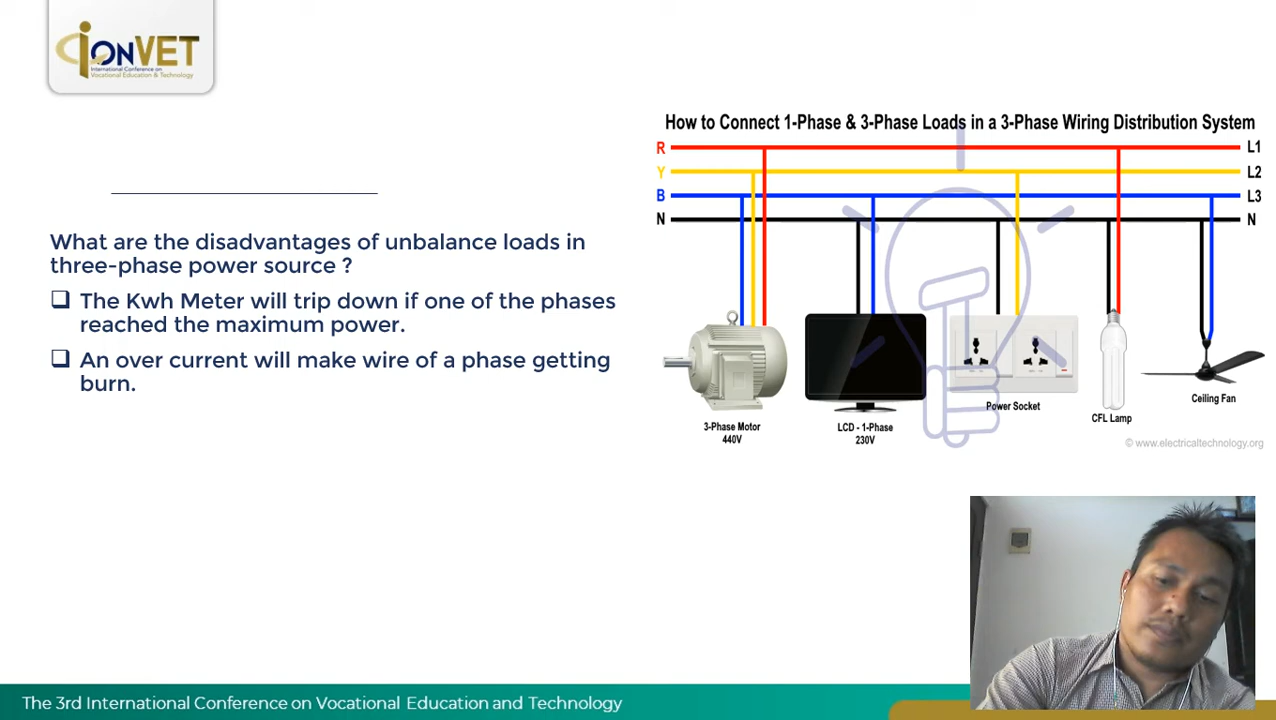 IConVET
International Conference on
Vocational Education & Technology
How to Connect 1-Phase & 3-Phase Loads in a 3-Phase Wiring Distribution System
R
L1
Y
L2
B
L3
N
N
What are the disadvantages of unbalance loads in
three-phase power source ?
The Kwh Meter will trip down if one of the phases
reached the maximum power.
An over current will make wire of a phase getting
burn.
3-Phase Motor
440V
LCD - 1-Phase
230V
Power Socket
CFL Lamp
Ceiling Fan
© www.electricaltechnology.org
The 3rd International Conference on Vocational Education and Technology